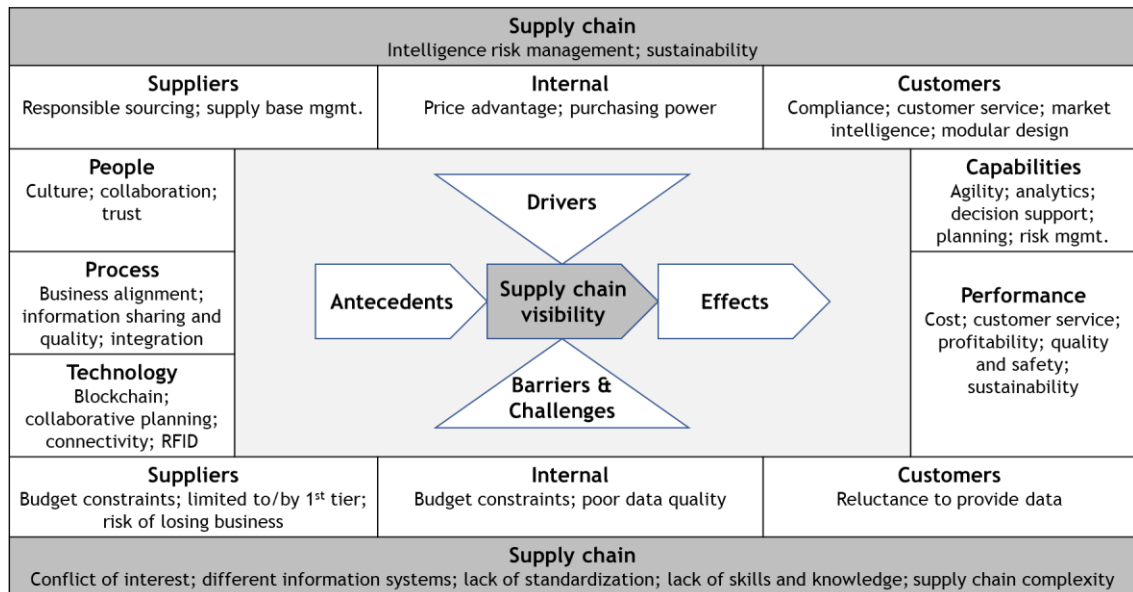 Supply chain
Intelligence risk management; sustainability
Suppliers
Responsible sourcing; supply base mgmt.
Internal
Price advantage; purchasing power
Customers
Compliance; customer service; market
intelligence; modular design
People
Culture; collaboration;
trust
Process
Business alignment;
information sharing and
quality; integration
Technology
Blockchain;
collaborative planning;
connectivity; RFID
Drivers
Antecedents
Supply chain
visibility
Effects
Barriers &
Challenges
Capabilities
Agility; analytics;
decision support;
planning; risk mgmt.
Performance
Cost; customer service;
profitability; quality
and safety;
sustainability
Suppliers
Budget constraints; limited to/by 1st tier;
risk of losing business
Internal
Budget constraints; poor data quality
Customers
Reluctance to provide data
Supply chain
Conflict of interest; different information systems; lack of standardization; lack of skills and knowledge; supply chain complexity